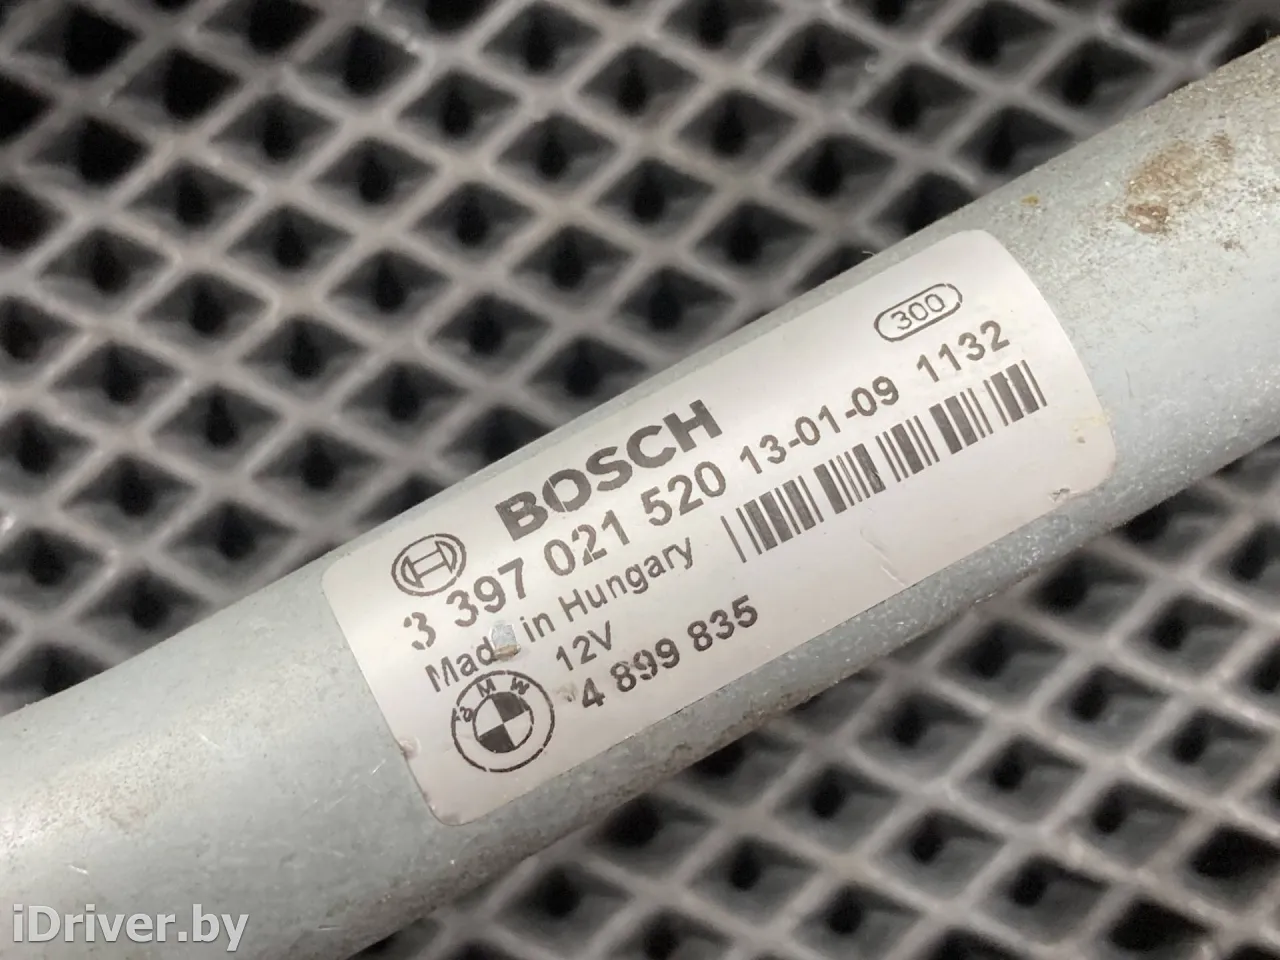 300
BOSCH
3 397 021 520 13-01-09 1132
Made in Hungary
12V
BMW
4 899 835
iDriver.by